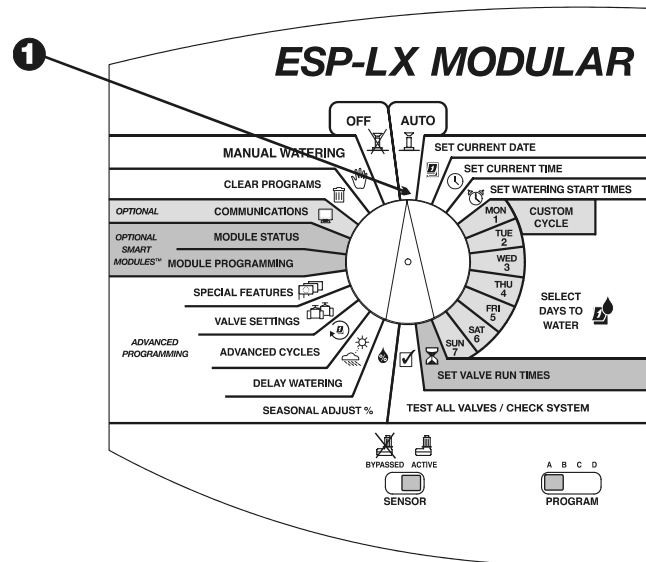 1
ESP-LX MODULAR
OFF
AUTO
MANUAL WATERING
CLEAR PROGRAMS
OPTIONAL
COMMUNICATIONS
OPTIONAL
SMART
MODULES™
MODULE STATUS
MODULE PROGRAMMING
SPECIAL FEATURES
VALVE SETTINGS
ADVANCED
PROGRAMMING
ADVANCED CYCLES
DELAY WATERING
SEASONAL ADJUST %
SET CURRENT DATE
SET CURRENT TIME
SET WATERING START TIMES
MON
1
CUSTOM
CYCLE
TUE
2
WED
3
THU
4
FRI
5
SAT
6
SUN
7
SELECT
DAYS TO
WATER
SET VALVE RUN TIMES
TEST ALL VALVES / CHECK SYSTEM
BYPASSED ACTIVE
SENSOR
A B C D
PROGRAM